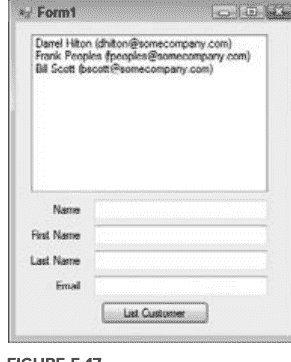 Form1
Darrel Hilton (dhilton@somecompany.com)
Frank Peoples (fpeoples@somecompany.com)
Bill Scott (bscott@somecompany.com)
Name
First Name
Last Name
Email
List Customer
FIGURE 5-17